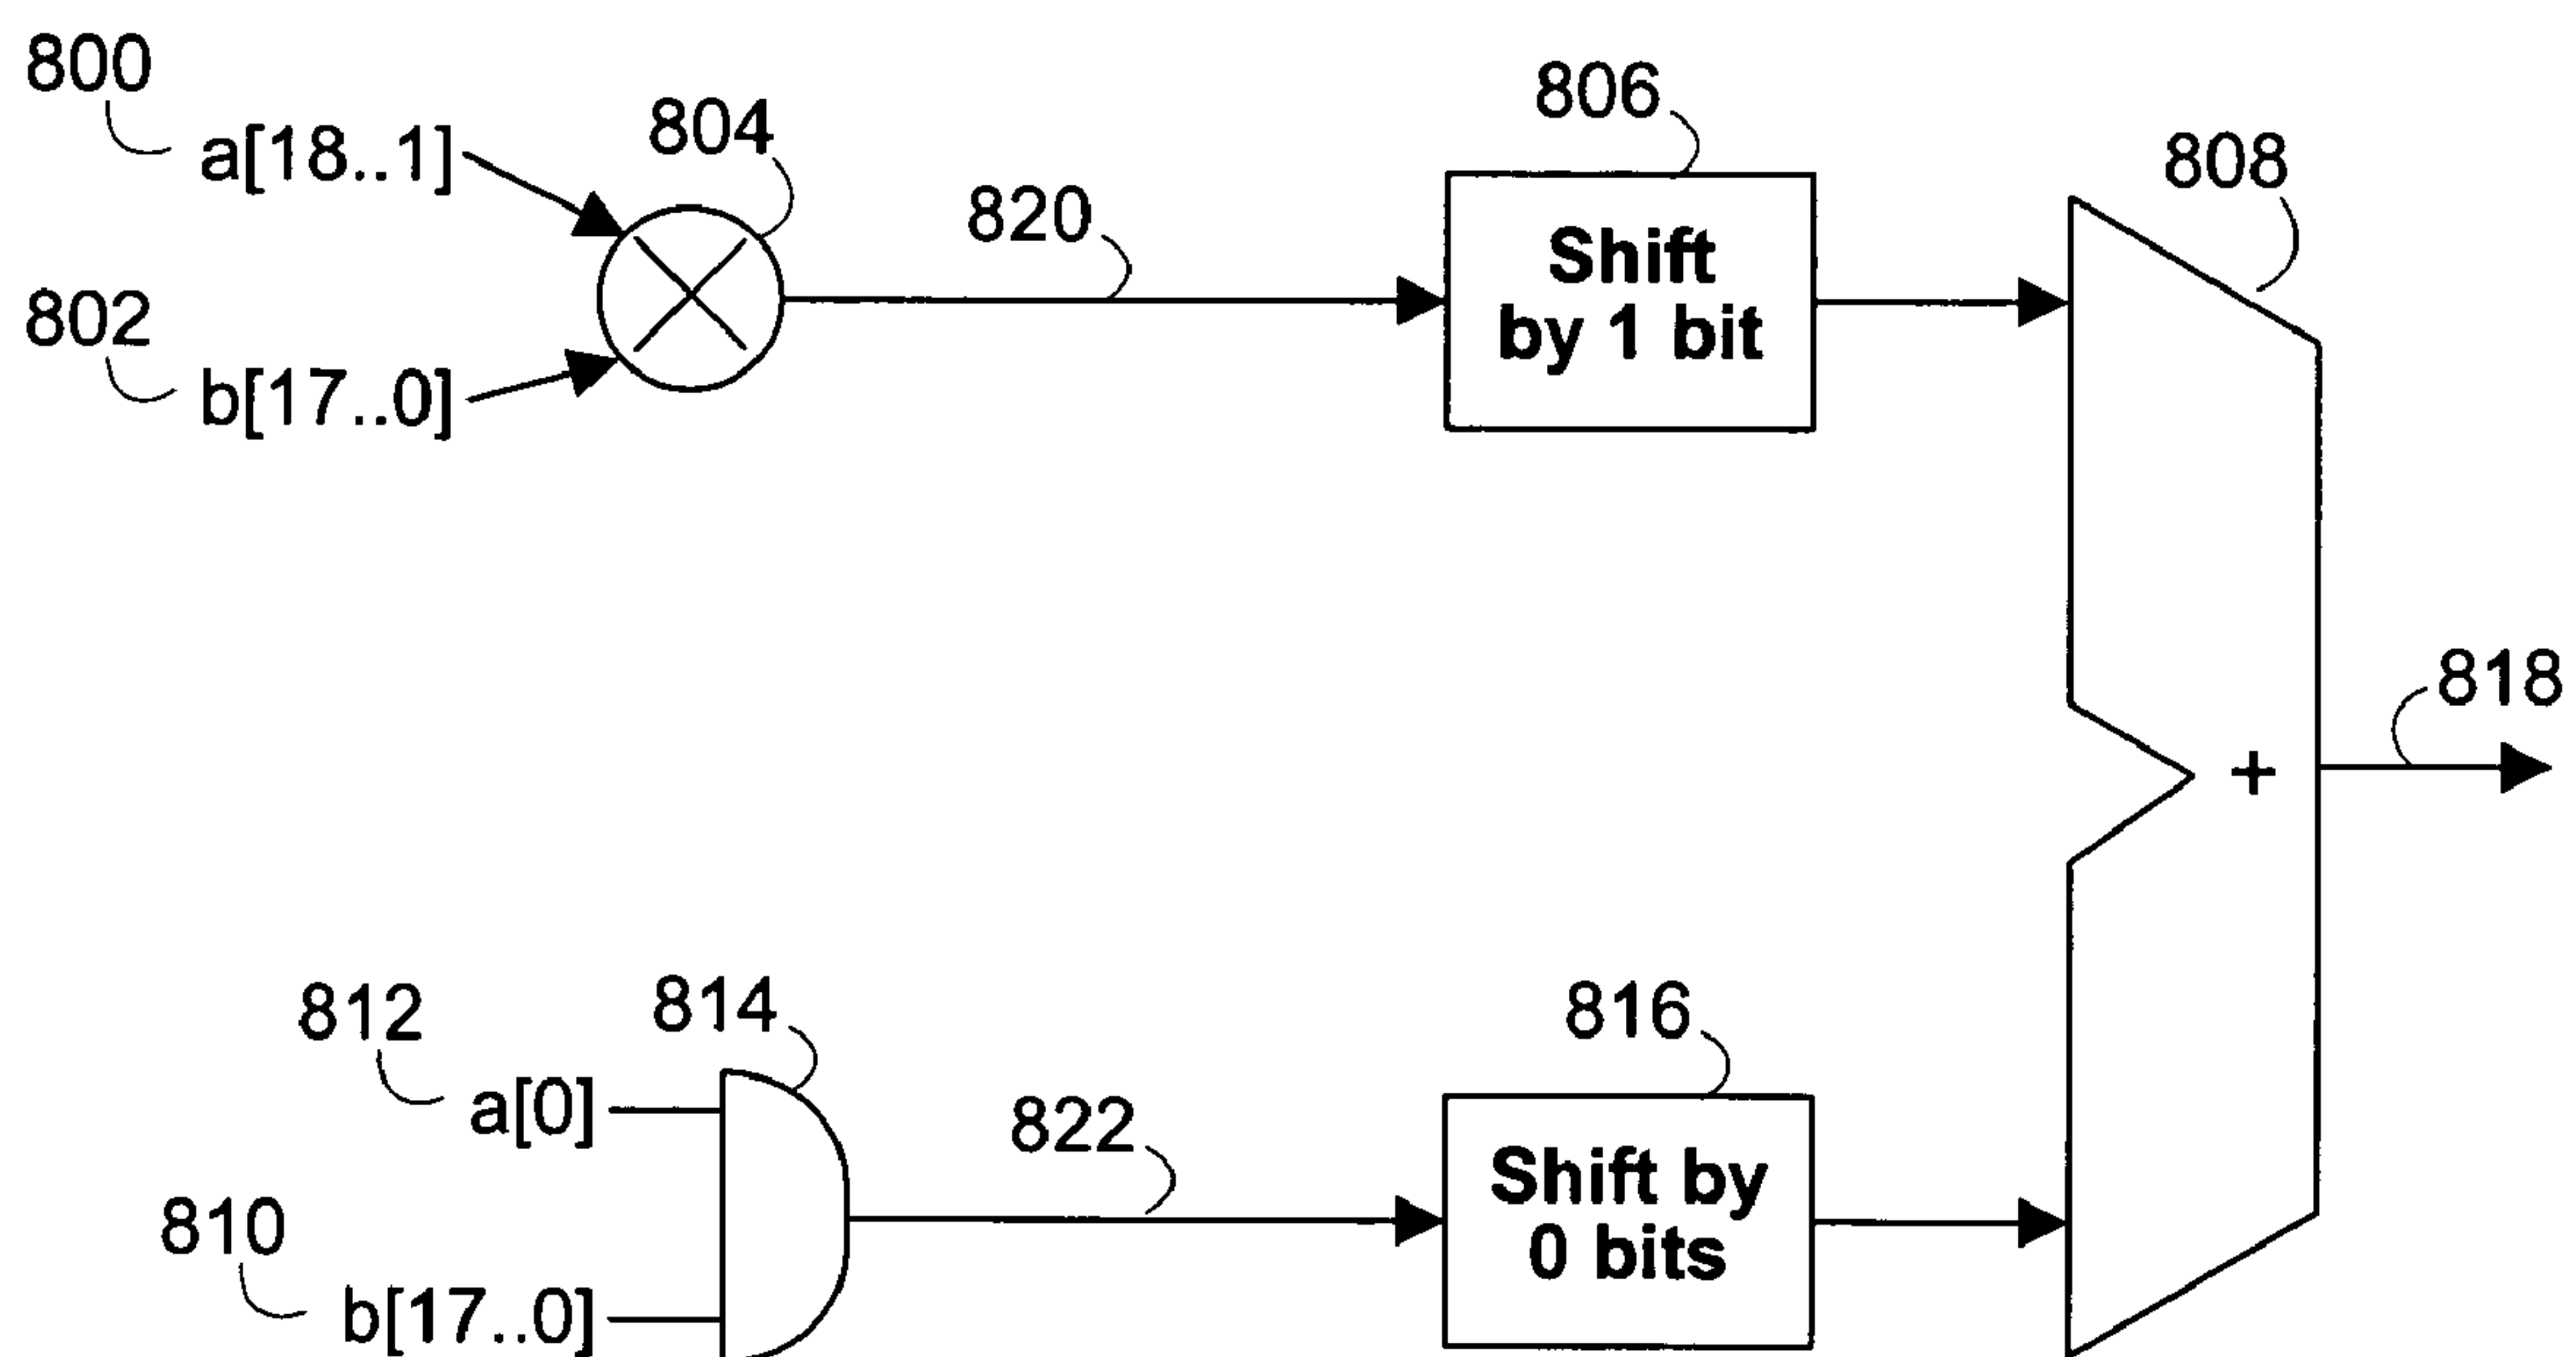 800
a[18..1]
804
806
808
820
Shift
by 1 bit
802
b[17..0]
818
+
812
a[0]
814
816
822
Shift by
0 bits
810
b[17..0]